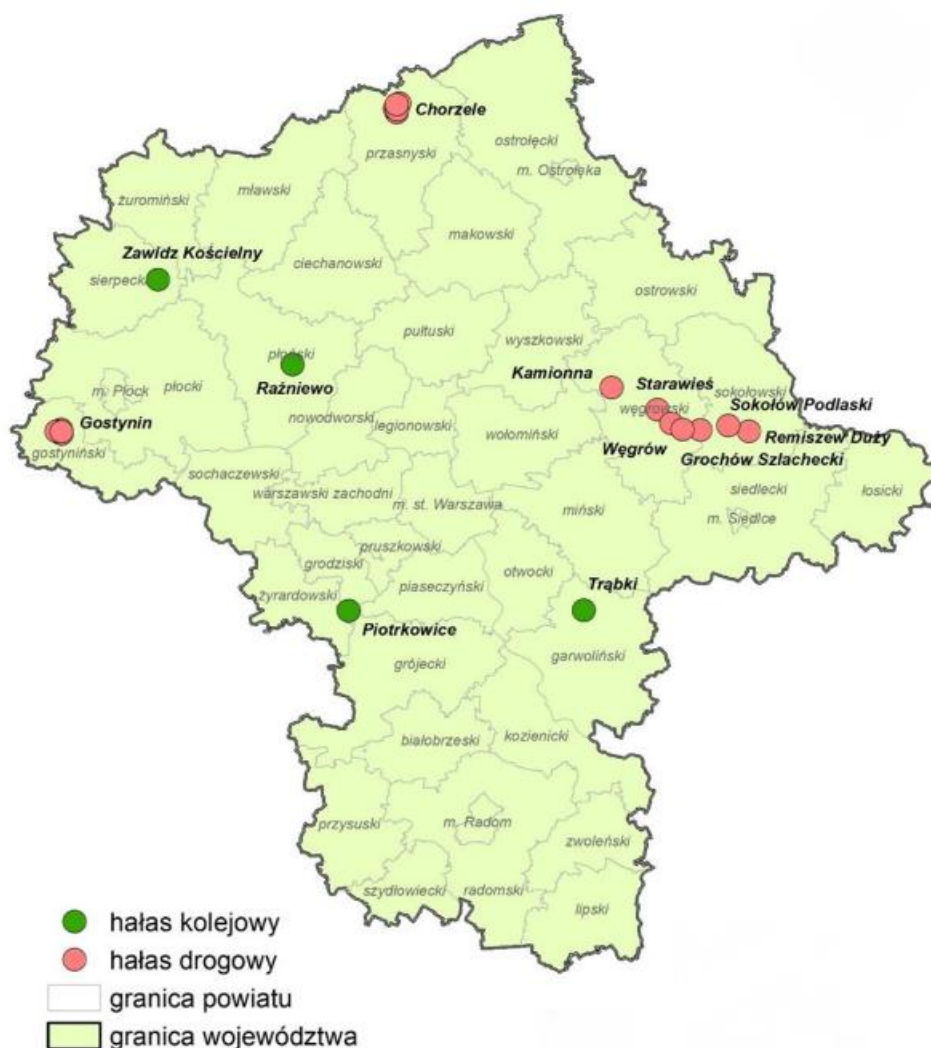 Chorzele
ostrołęcki
przasnyski
m. Ostrołęka
mławski
żuromiński
makowski
Zawidz Kościelny
ciechanowski
sierpecki
ostrowski
pułtuski
wyszkowski
płoński
Kamionna
Raźniewo
Starawieś
m. Płock
płocki
sokołowski
węgrowski
nowodworski
Sokołów Podlaski
Gostynin
legionowski
wołomiński
Remiszew Duży
Węgrów
gostyniński
Grochów Szlachecki
sochaczewski
warszawski zachodni
m. st. Warszawa
siedlecki
łosicki
miński
m. Siedlce
pruszkowski
grodziski
otwocki
piaseczyński
Trąbki
żyrardowski
Piotrkowice
garwoliński
grójecki
białobrzeski
kozienicki
przysuski
m. Radom
zwoleński
szydłowiecki
radomski
lipski
hałas kolejowy
hałas drogowy
granica powiatu
granica województwa